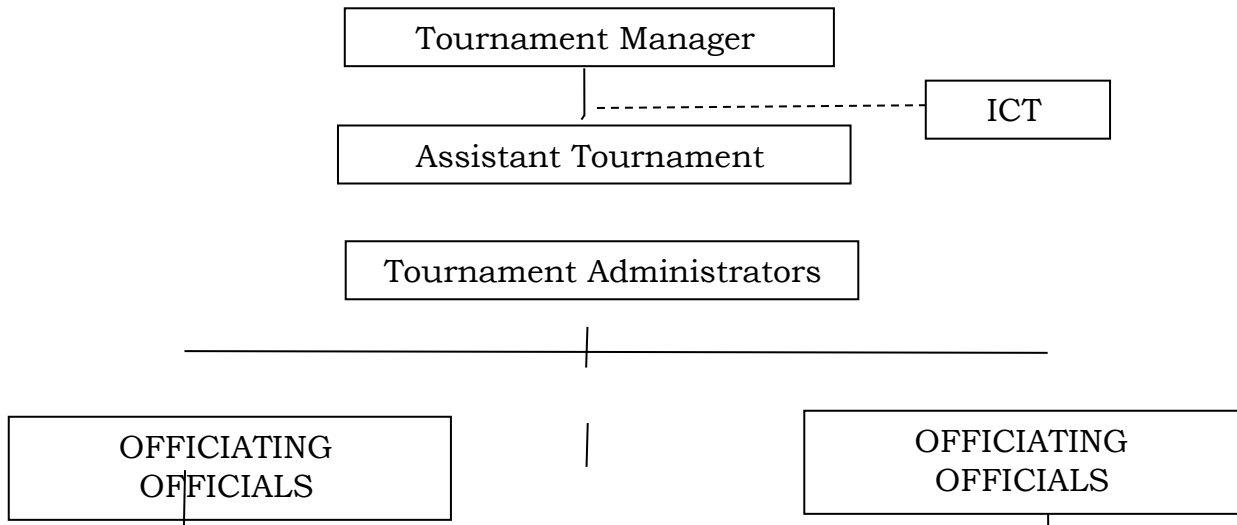 Tournament Manager
ICT
Assistant Tournament
Tournament Administrators
OFFICIATING
OFFICIALS
OFFICIATING
OFFICIALS